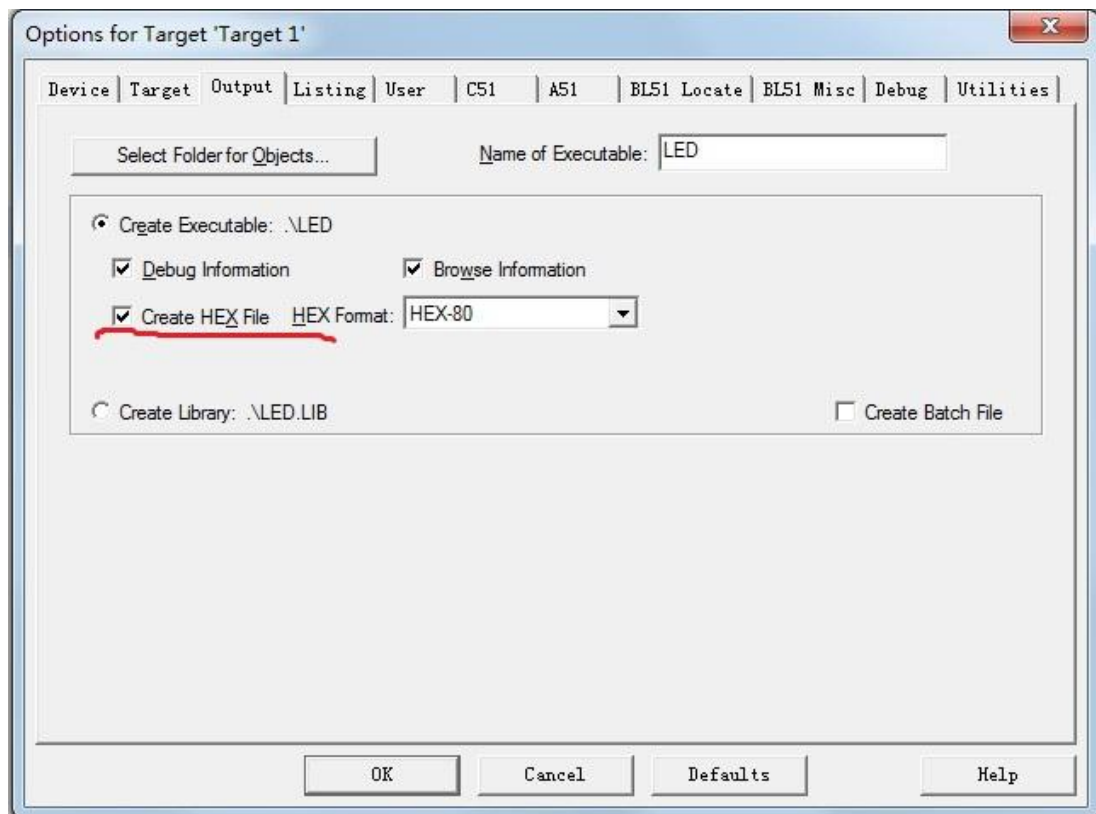 Options for Target 'Target 1'
Device Target Output Listing User C51 A51 BL51 Locate BL51 Misc Debug Utilities
Select Folder for Objects... Name of Executable: LED
Create Executable: .\LED
Debug Information Browse Information
Create HEX File HEX Format: HEX-80
Create Library: .\LED.LIB Create Batch File
OK Cancel Defaults Help